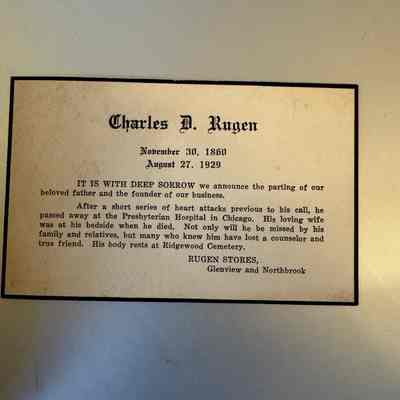 Charles D. Rugen
November 30, 1860
August 27, 1929
IT IS WITH DEEP SORROW we announce the parting of our
beloved father and the founder of our business.
After a short series of heart attacks previous to his call, he
passed away at the Presbyterian Hospital in Chicago. His loving wife
was at his bedside when he died. Not only will he be missed by his
family and relatives, but many who knew him have lost a counselor and
true friend. His body rests at Ridgewood Cemetery.
RUGEN STORES,
Glenview and Northbrook